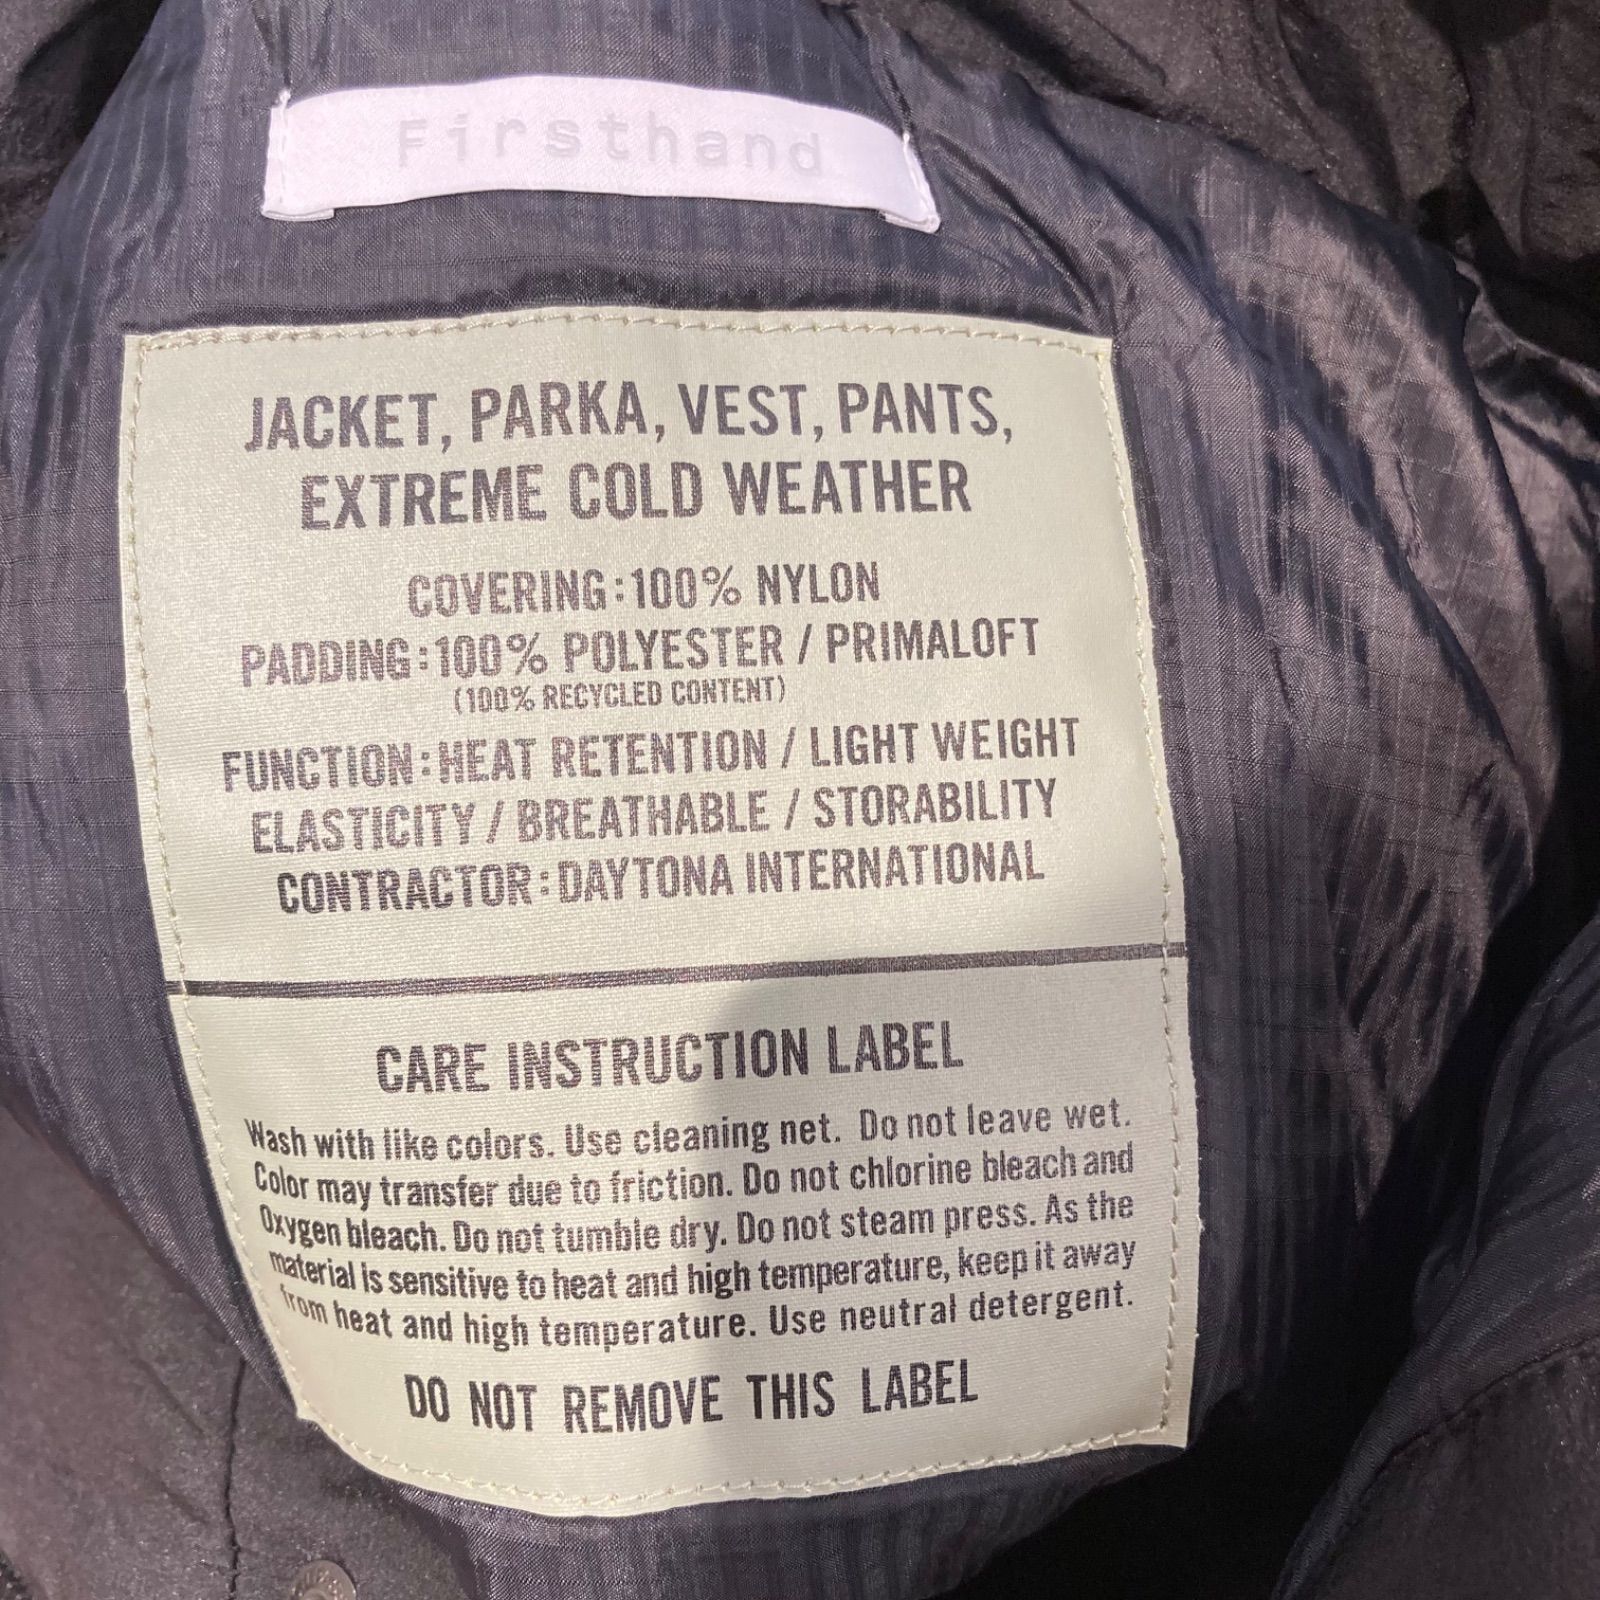 Firsthand
JACKET, PARKA, VEST, PANTS,
EXTREME COLD WEATHER
COVERING:100% NYLON
PADDING:100% POLYESTER / PRIMALOFT
(100% RECYCLED CONTENT)
FUNCTION:HEAT RETENTION / LIGHT WEIGHT
ELASTICITY / BREATHABLE / STORABILITY
CONTRACTOR:DAYTONA INTERNATIONAL
CARE INSTRUCTION LABEL
Wash with like colors. Use cleaning net. Do not leave wet.
Color may transfer due to friction. Do not chlorine bleach and
Oxygen bleach. Do not tumble dry. Do not steam press. As the
material is sensitive to heat and high temperature, keep it away
from heat and high temperature. Use neutral detergent.
DO NOT REMOVE THIS LABEL